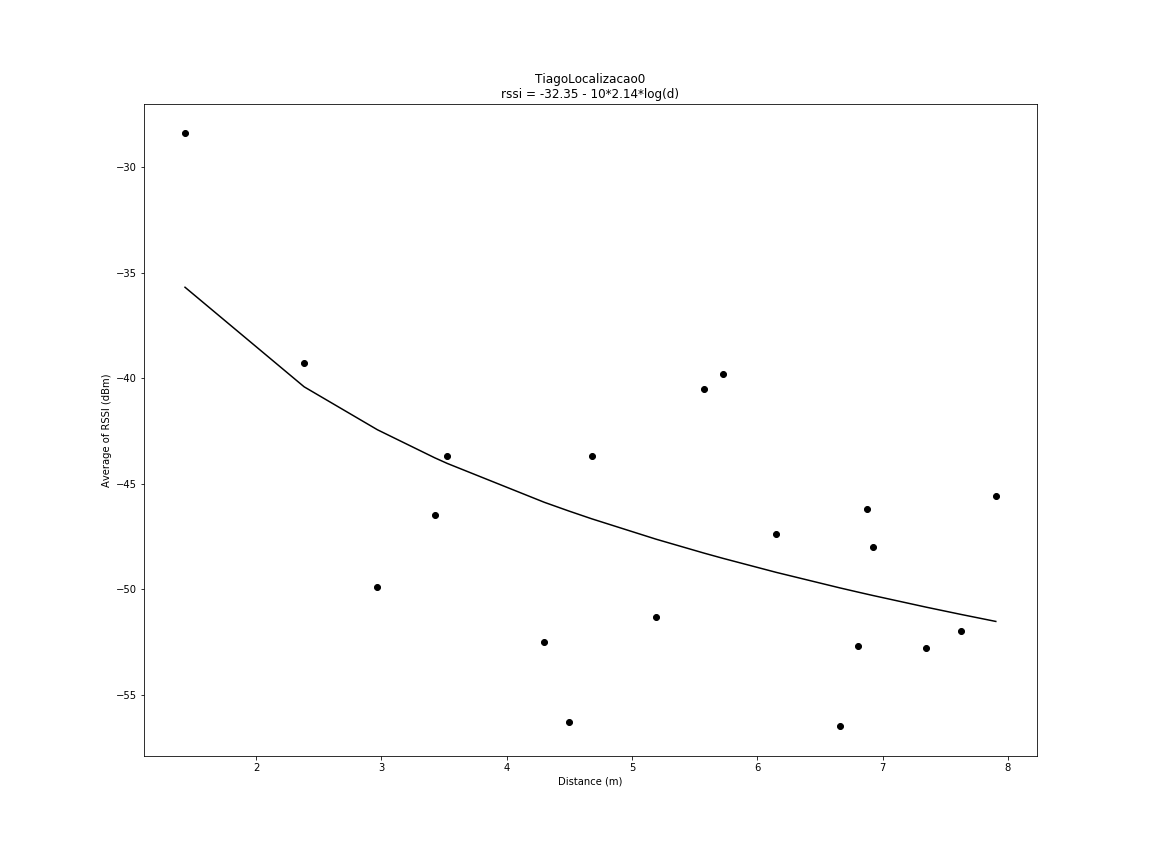 TiagoLocalizacao0
rssi = -32.35 - 10*2.14*log(d)
Average of RSSI (dBm)
−30
−35
−40
−45
−50
−55
2 3 4 5 6 7 8
Distance (m)